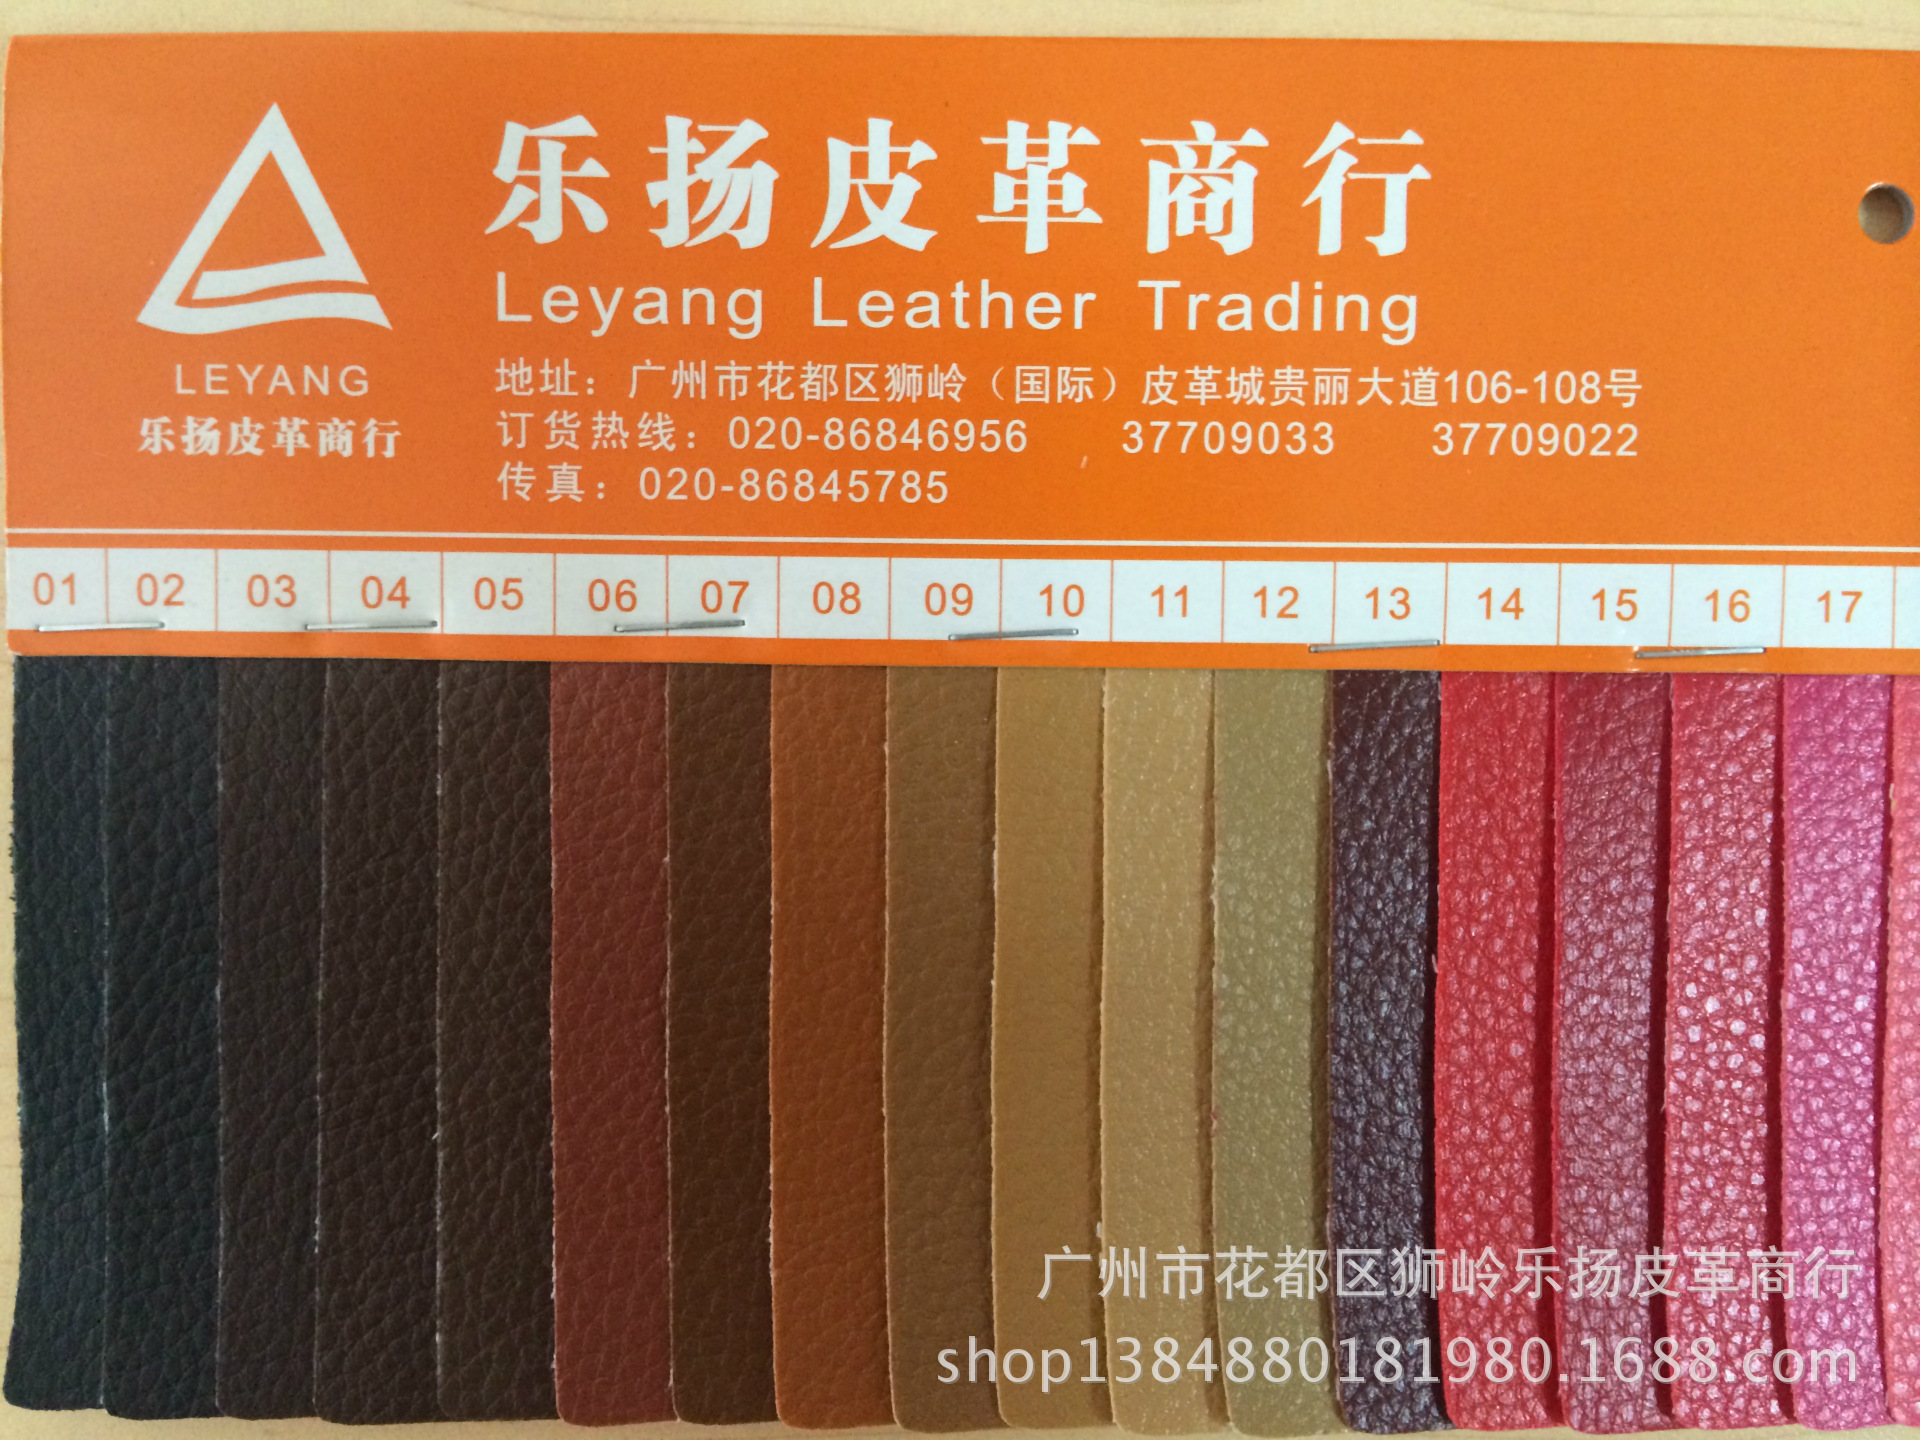 乐扬皮革商行
Leyang Leather Trading
LEYANG
乐扬皮革商行
地址：广州市花都区狮岭（国际）皮革城贵丽大道106-108号
订货热线：020-86846956 37709033 37709022
传真：020-86845785
01 02 03 04 05 06 07 08 09 10 11 12 13 14 15 16 17
广州市花都区狮岭乐扬皮革商行
shop1384880181980.1688.com